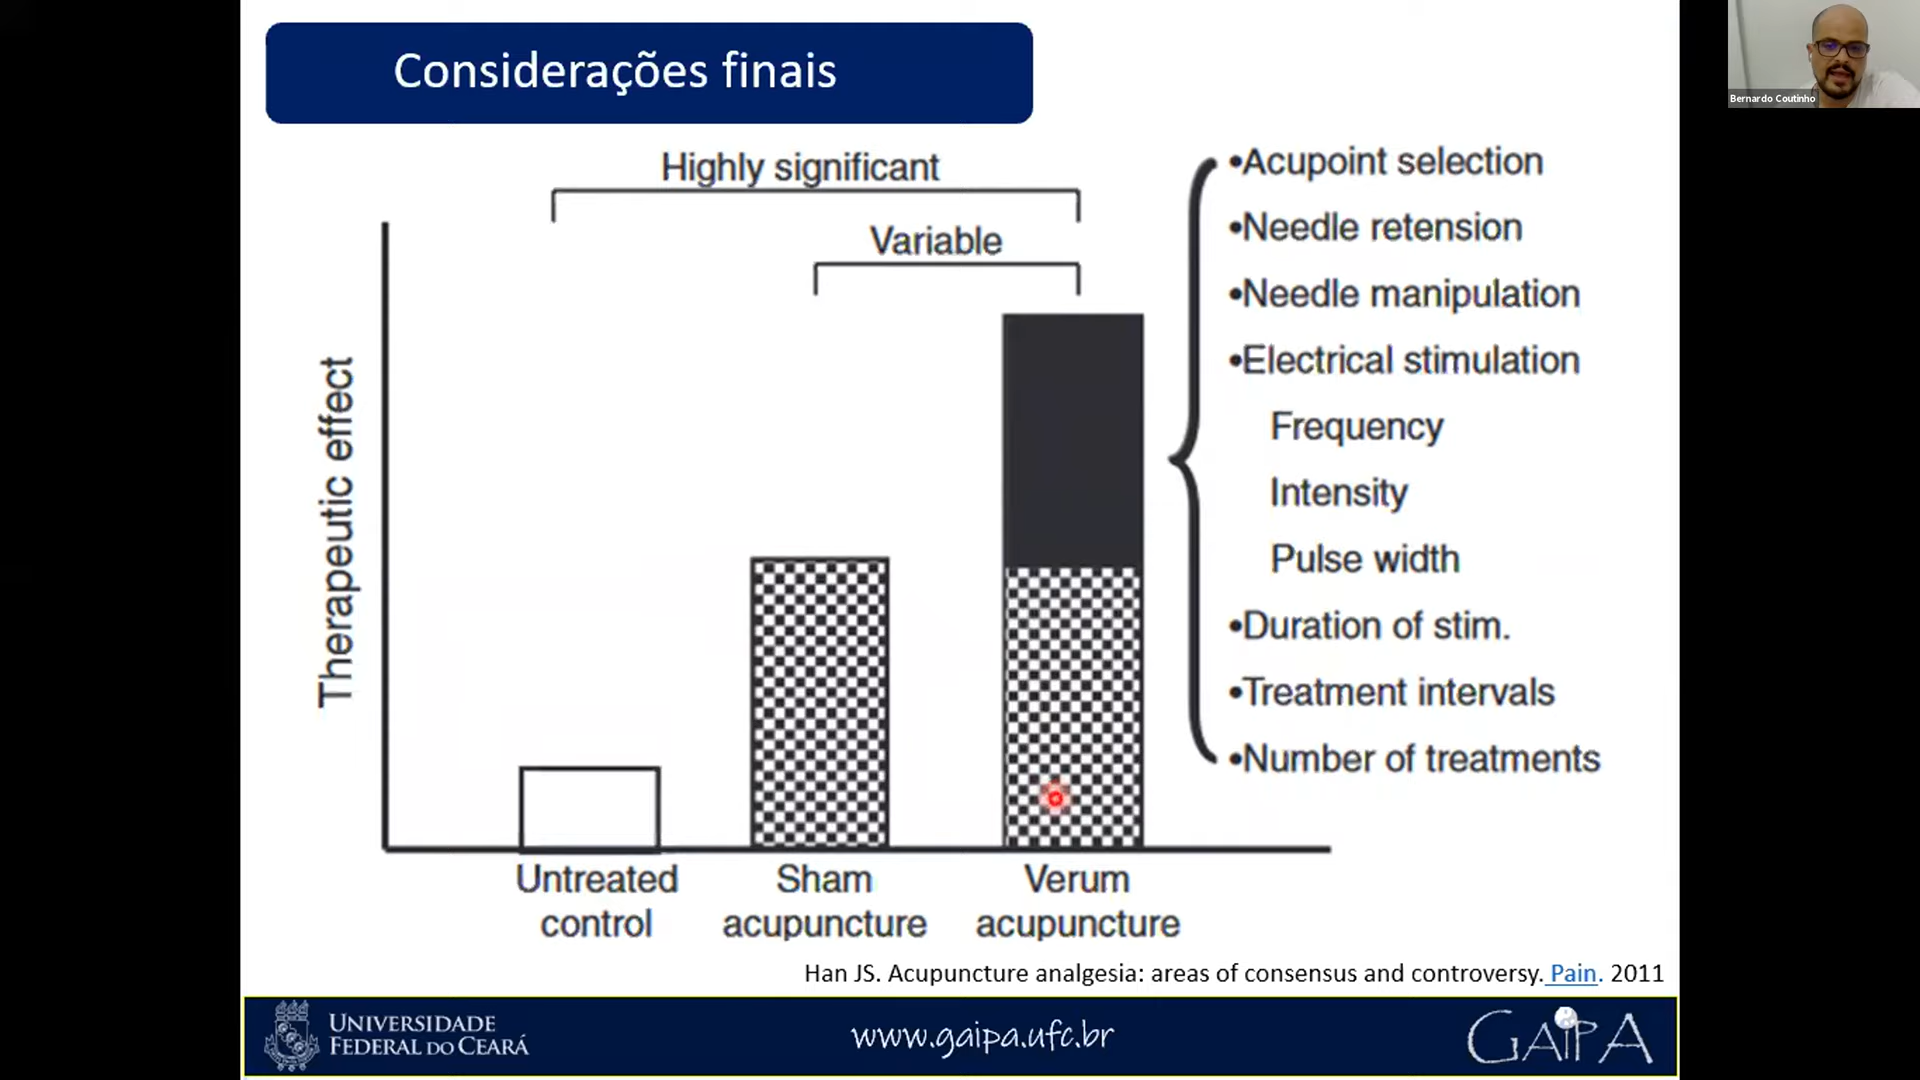 Considerações finais
Bernardo Coutinho
Highly significant
Variable
Therapeutic effect
•Acupoint selection
•Needle retension
•Needle manipulation
•Electrical stimulation
Frequency
Intensity
Pulse width
•Duration of stim.
•Treatment intervals
•Number of treatments
Untreated
control
Sham
acupuncture
Verum
acupuncture
Han JS. Acupuncture analgesia: areas of consensus and controversy. Pain. 2011
UNIVERSIDADE
FEDERAL DO CEARÁ
www.gaipa.ufc.br
GAiPA